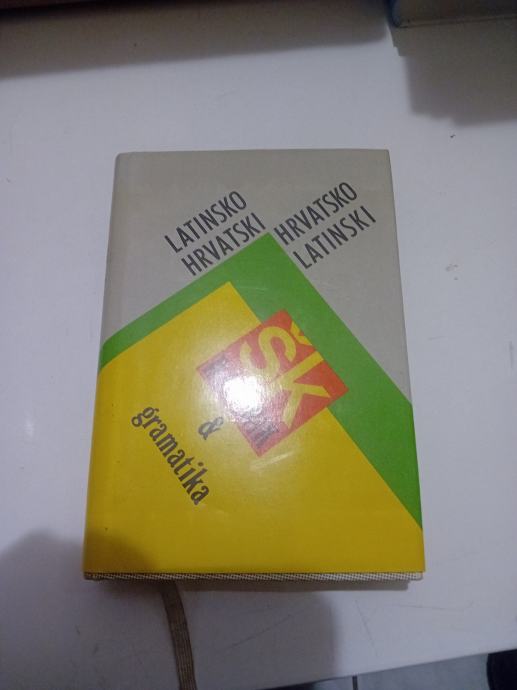 LATINSKO
HRVATSKI
HRVATSKO
LATINSKI
ŠK
&
gramatika